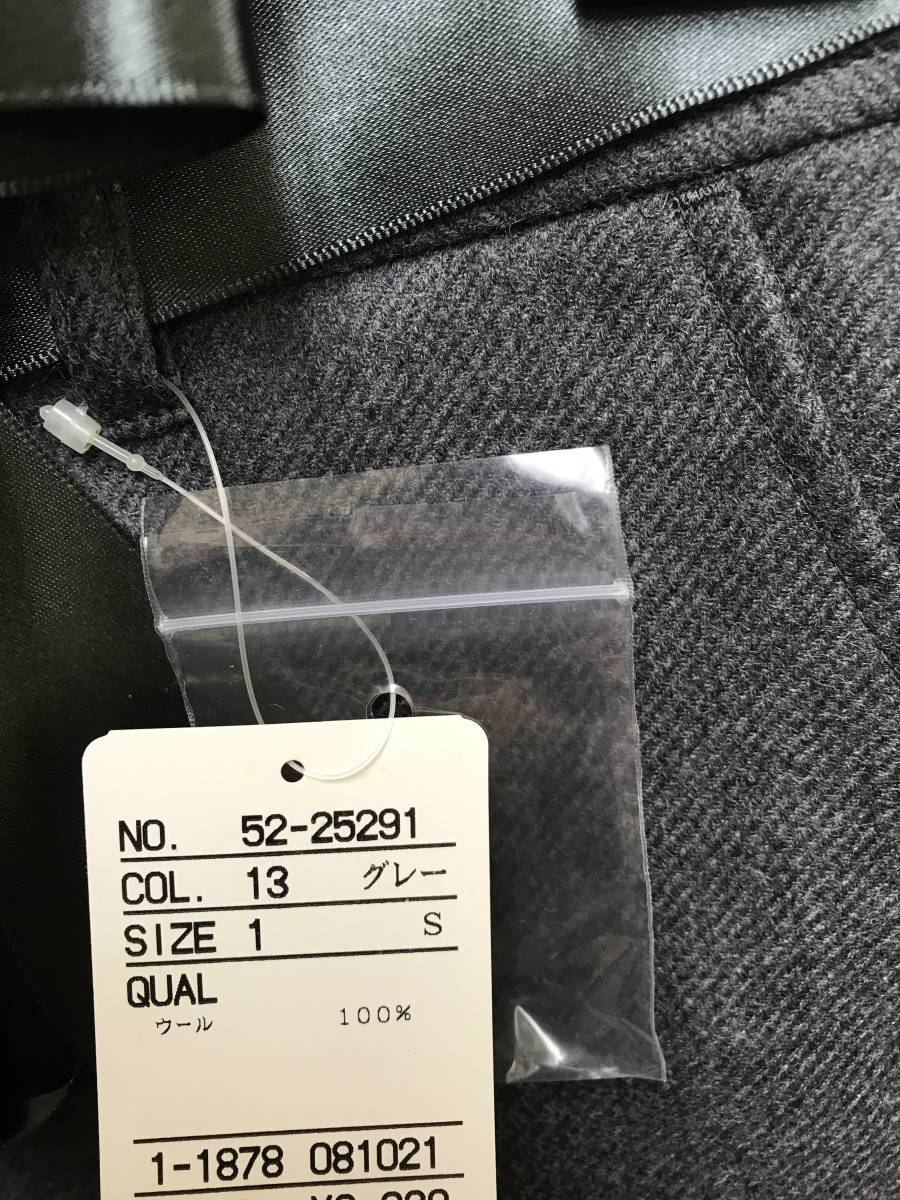 NO. 52-25291
COL. 13 グレー
SIZE 1 S
QUAL
ウール 100%
1-1878 081021